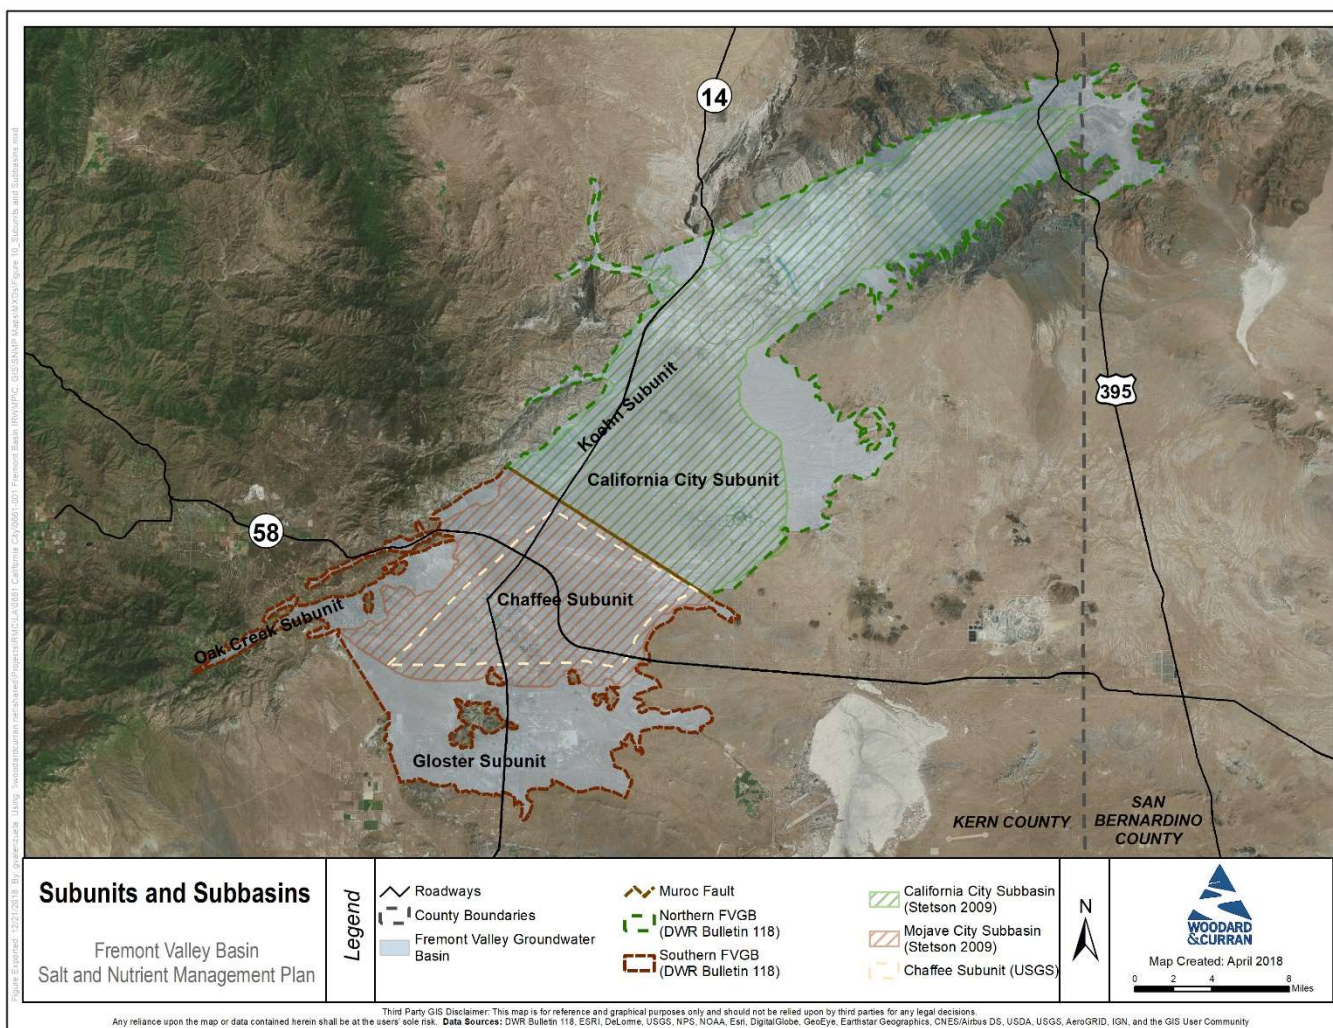 14
395
58
Koehn Subunit
California City Subunit
Chaffee Subunit
Oak Creek Subunit
Gloster Subunit
KERN COUNTY
SAN
BERNARDINO
COUNTY
Subunits and Subbasins
Fremont Valley Basin
Salt and Nutrient Management Plan
Legend
Roadways
County Boundaries
Fremont Valley Groundwater
Basin
Muroc Fault
Northern FVGB
(DWR Bulletin 118)
Southern FVGB
(DWR Bulletin 118)
California City Subbasin
(Stetson 2009)
Mojave City Subbasin
(Stetson 2009)
Chaffee Subunit (USGS)
N
WOODARD
&CURRAN
Map Created: April 2018
0 2 4 8
Miles
Third Party GIS Disclaimer: This map is for reference and graphical purposes only and should not be relied upon by third parties for any legal decisions.
Any reliance upon the map or data contained herein shall be at the users' sole risk. Data Sources: DWR Bulletin 118, ESRI, DeLorme, USGS, NPS, NOAA, Esri, DigitalGlobe, GeoEye, Earthstar Geographics, CNES/Airbus DS, USDA, USGS, AeroGRID, IGN, and the GIS User Community